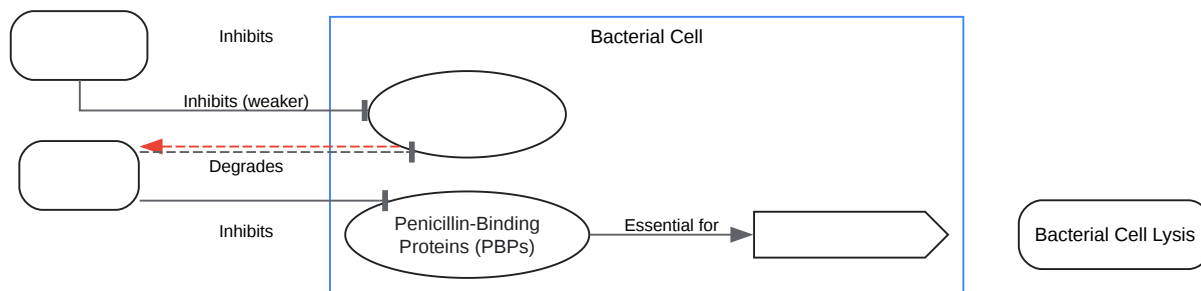 Inhibits
Bacterial Cell
Inhibits (weaker)
Degrades
Inhibits
Penicillin-Binding
Proteins (PBPs)
Essential for
Bacterial Cell Lysis